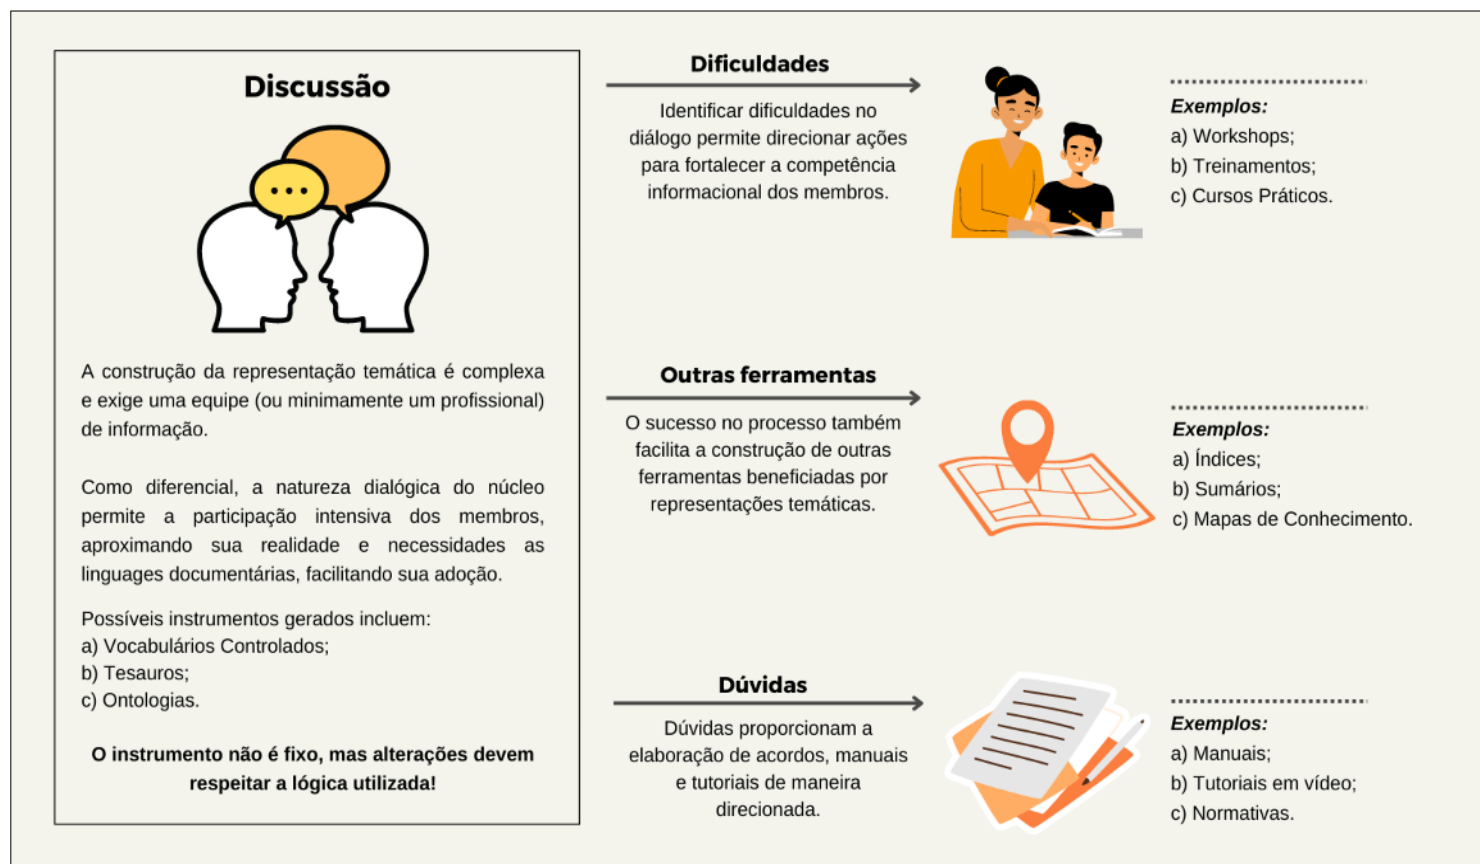 Discussão
A construção da representação temática é complexa
e exige uma equipe (ou minimamente um profissional)
de informação.
Como diferencial, a natureza dialógica do núcleo
permite a participação intensiva dos membros,
aproximando sua realidade e necessidades as
linguages documentárias, facilitando sua adoção.
Possíveis instrumentos gerados incluem:
a) Vocabulários Controlados;
b) Tesauros;
c) Ontologias.
O instrumento não é fixo, mas alterações devem
respeitar a lógica utilizada!
Dificuldades
Identificar dificuldades no
diálogo permite direcionar ações
para fortalecer a competência
informacional dos membros.
Exemplos:
a) Workshops;
b) Treinamentos;
c) Cursos Práticos.
Outras ferramentas
O sucesso no processo também
facilita a construção de outras
ferramentas beneficiadas por
representações temáticas.
Exemplos:
a) Índices;
b) Sumários;
c) Mapas de Conhecimento.
Dúvidas
Dúvidas proporcionam a
elaboração de acordos, manuais
e tutoriais de maneira
direcionada.
Exemplos:
a) Manuais;
b) Tutoriais em vídeo;
c) Normativas.